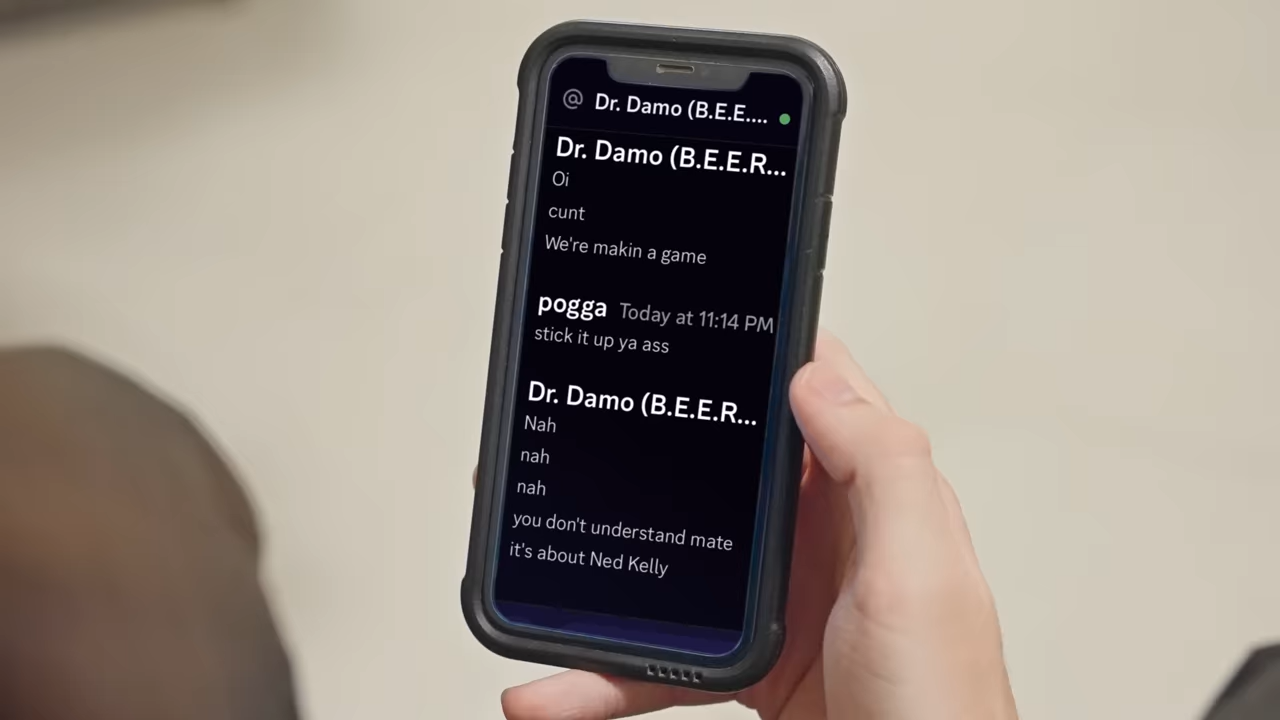 @ Dr. Damo (B.E.E....
Dr. Damo (B.E.E.R...
Oi
cunt
We're makin a game
pogga Today at 11:14 PM
stick it up ya ass
Dr. Damo (B.E.E.R...
Nah
nah
nah
you don't understand mate
it's about Ned Kelly